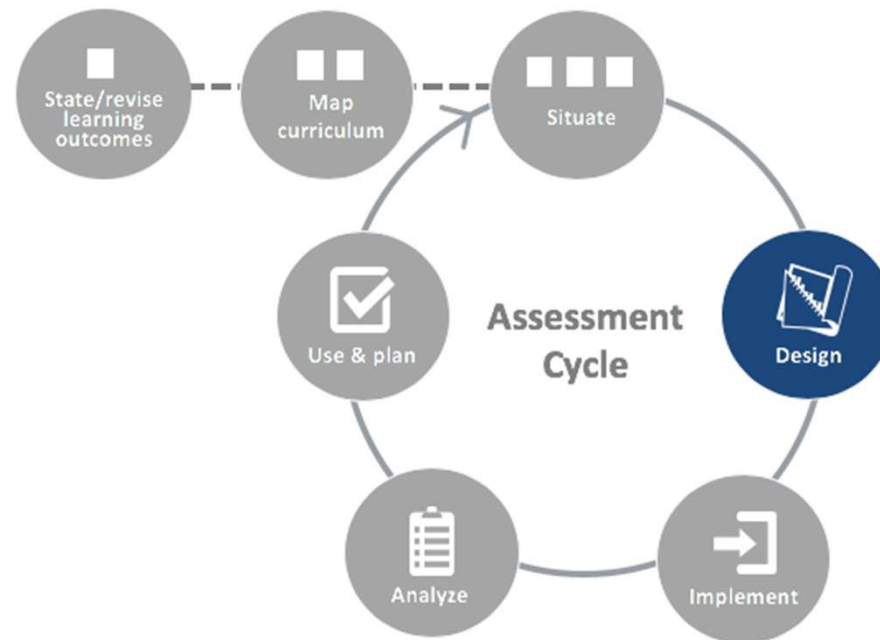 State/revise
learning
outcomes
Map
curriculum
Situate
Assessment
Cycle
Use & plan
Design
Analyze
Implement